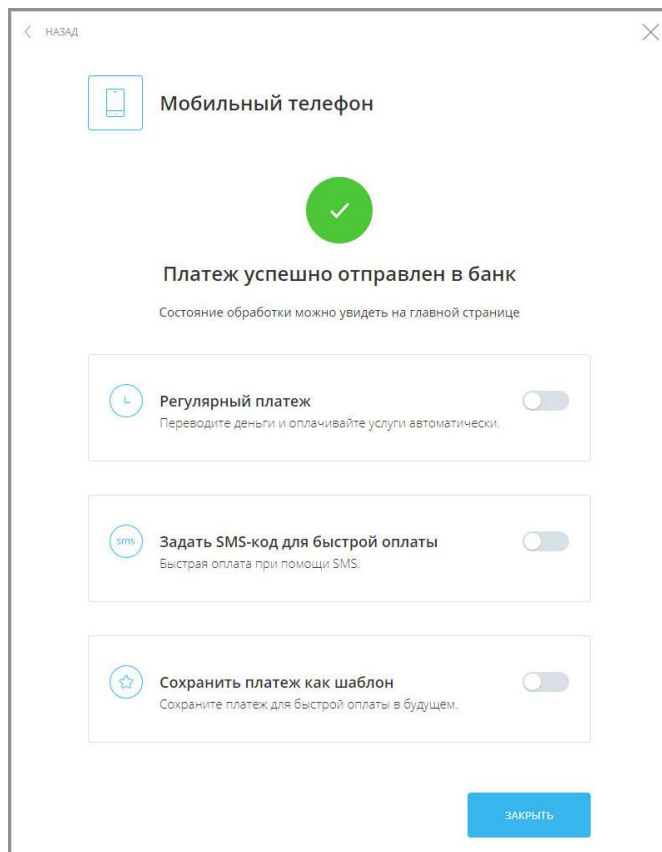 НАЗАД
Мобильный телефон
Платеж успешно отправлен в банк
Состояние обработки можно увидеть на главной странице
Регулярный платеж
Переводите деньги и оплачивайте услуги автоматически.
sms
Задать SMS-код для быстрой оплаты
Быстрая оплата при помощи SMS.
Сохранить платеж как шаблон
Сохраните платеж для быстрой оплаты в будущем.
ЗАКРЫТЬ